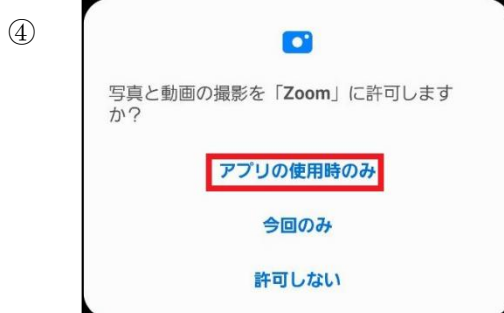 ④
写真と動画の撮影を「Zoom」に許可します
か？
アプリの使用時のみ
今回のみ
許可しない